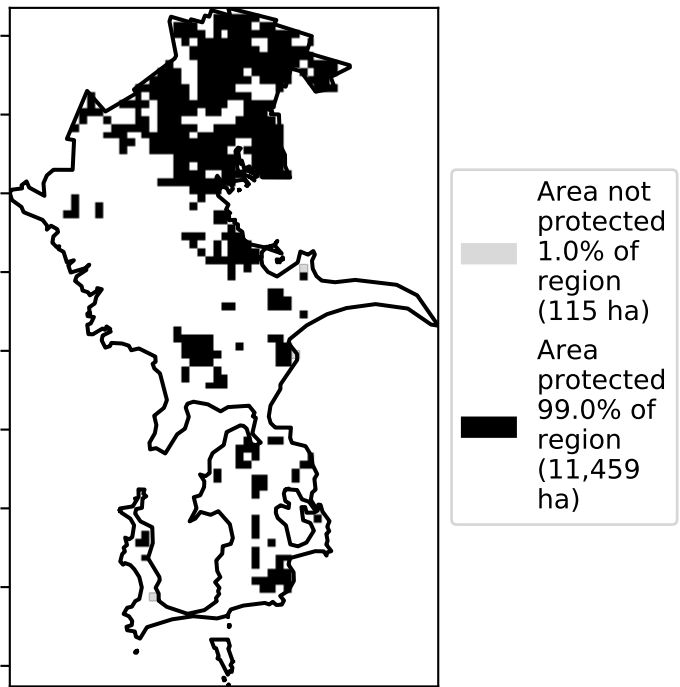 Area not
protected
1.0% of
region
(115 ha)
Area
protected
99.0% of
region
(11,459
ha)